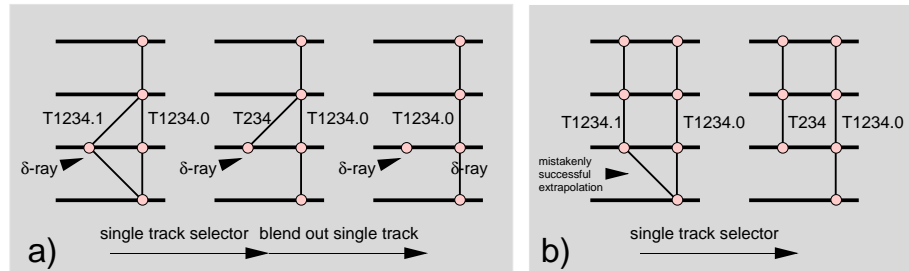 T1234.1
T1234.0
T234
T1234.0
T1234.0
δ-ray
δ-ray
δ-ray
δ-ray
a)
single track selector
blend out single track
T1234.1
T1234.0
T234
T1234.0
mistakenly
successful
extrapolation
b)
single track selector